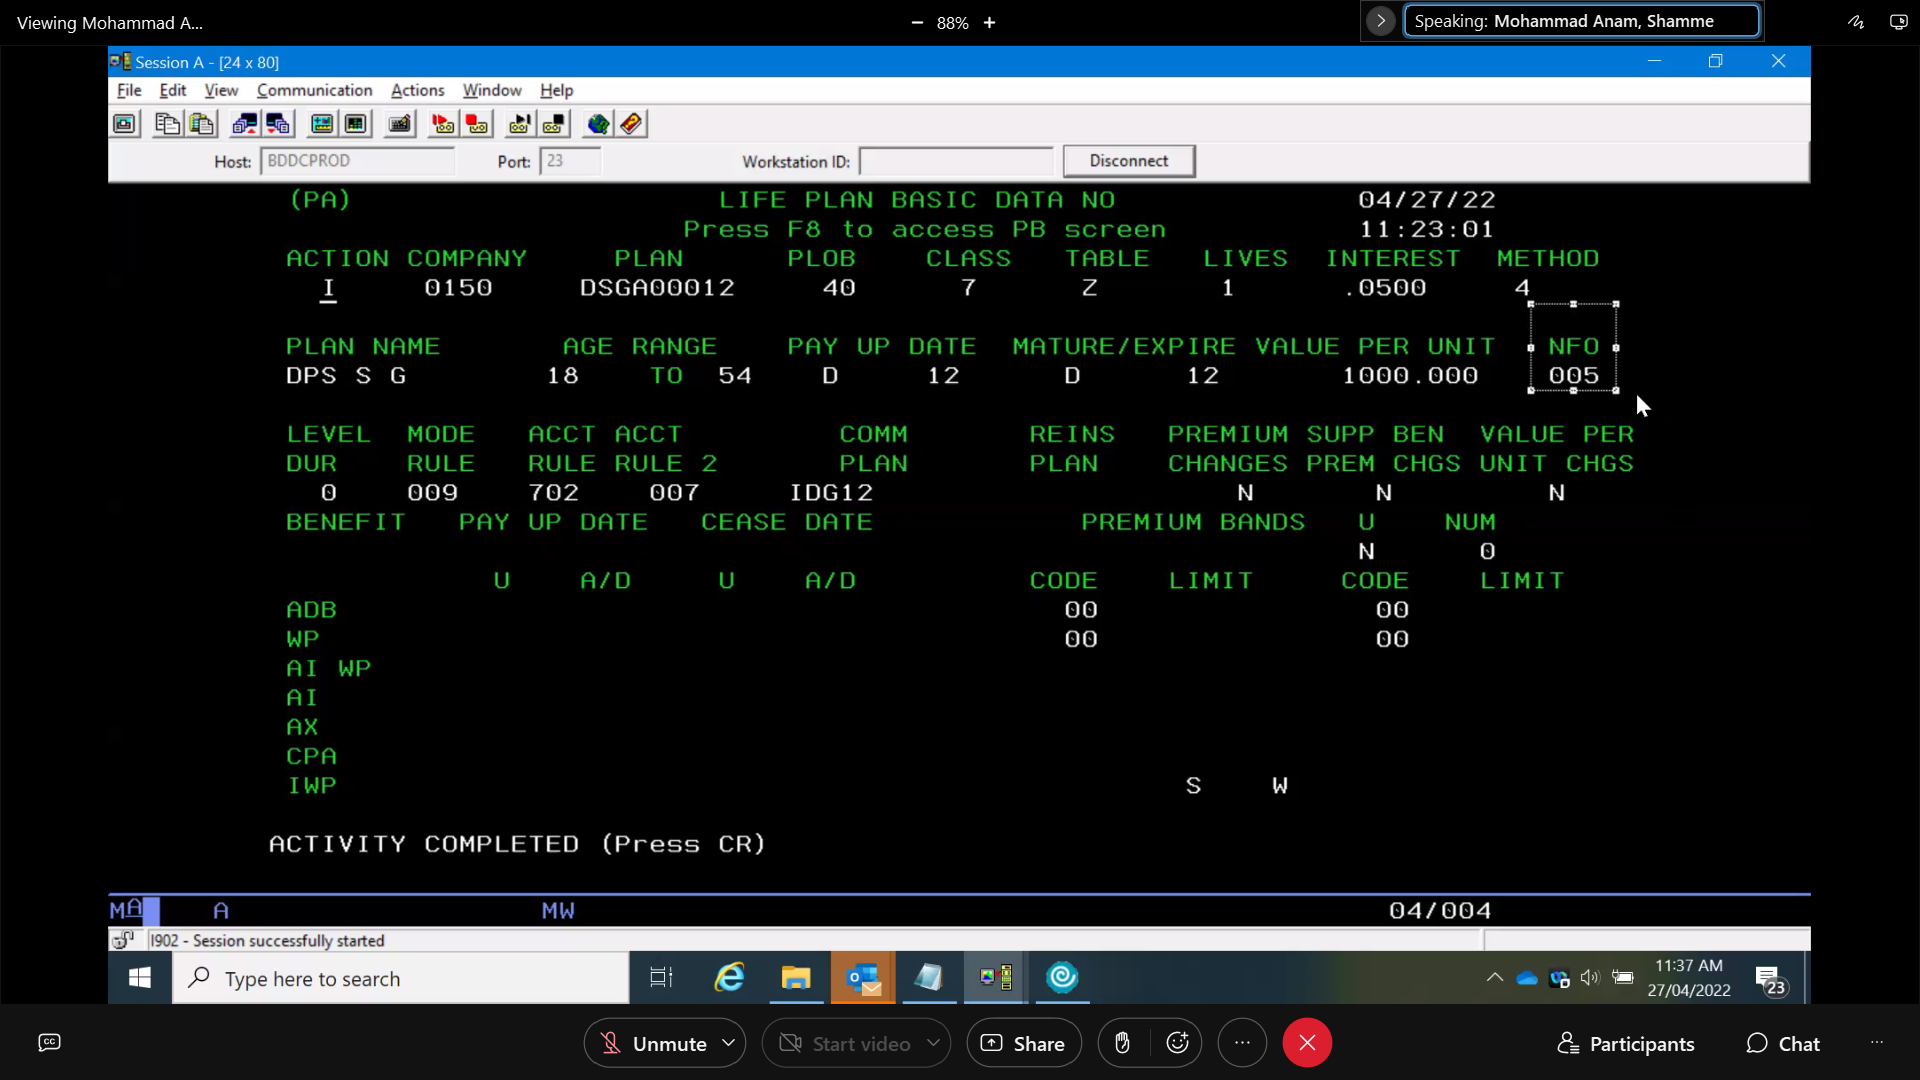 Viewing Mohammad A...
88%
Speaking: Mohammad Anam, Shamme
Session A - [24 x 80]
File Edit View Communication Actions Window Help
Host: BDDCPROD Port: 23 Workstation ID: Disconnect
(PA) LIFE PLAN BASIC DATA NO 04/27/22
Press F8 to access PB screen 11:23:01
ACTION COMPANY PLAN PLOB CLASS TABLE LIVES INTEREST METHOD
I 0150 DSGA00012 40 7 Z 1 .0500 4
PLAN NAME AGE RANGE PAY UP DATE MATURE/EXPIRE VALUE PER UNIT NFO
DPS S G 18 TO 54 D 12 D 12 1000.000 005
LEVEL MODE ACCT ACCT COMM REINS PREMIUM SUPP BEN VALUE PER
DUR RULE RULE RULE 2 PLAN PLAN CHANGES PREM CHGS UNIT CHGS
0 009 702 007 IDG12 N N N
BENEFIT PAY UP DATE CEASE DATE PREMIUM BANDS U NUM
N 0
U A/D U A/D CODE LIMIT CODE LIMIT
ADB 00 00
WP 00 00
AI WP
AI
AX
CPA
IWP S W
ACTIVITY COMPLETED (Press CR)
MA A MW 04/004
I902 - Session successfully started
Type here to search
11:37 AM
27/04/2022
23
CC
Unmute Start video Share Participants Chat